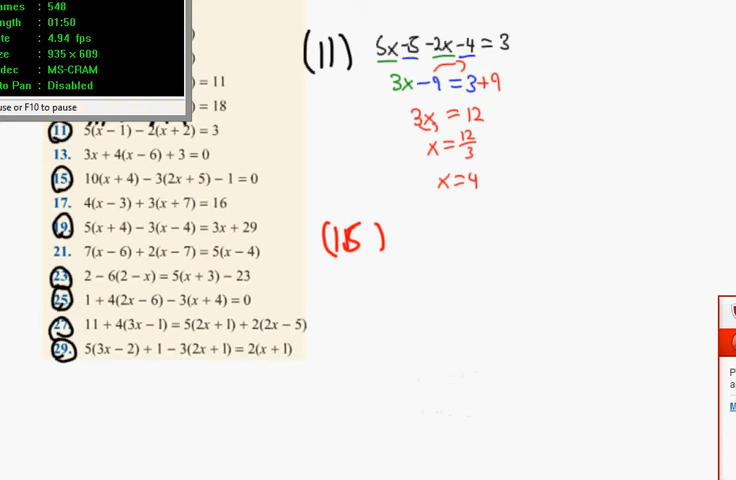 548
: 01:50
: 4.94 fps
: 935 x 609
: MS-CRAM
to Pan : Disabled
use or F10 to pause
) = 11
) = 18
11. 5(x − 1) − 2(x + 2) = 3
13. 3x + 4(x − 6) + 3 = 0
15. 10(x + 4) − 3(2x + 5) − 1 = 0
17. 4(x − 3) + 3(x + 7) = 16
19. 5(x + 4) − 3(x − 4) = 3x + 29
21. 7(x − 6) + 2(x − 7) = 5(x − 4)
23. 2 − 6(2 − x) = 5(x + 3) − 23
25. 1 + 4(2x − 6) − 3(x + 4) = 0
27. 11 + 4(3x − 1) = 5(2x + 1) + 2(2x − 5)
29. 5(3x − 2) + 1 − 3(2x + 1) = 2(x + 1)
(11) 5x -5 -2x -4 = 3
3x - 9 = 3 + 9
3x = 12
x = 12/3
x = 4
(15)